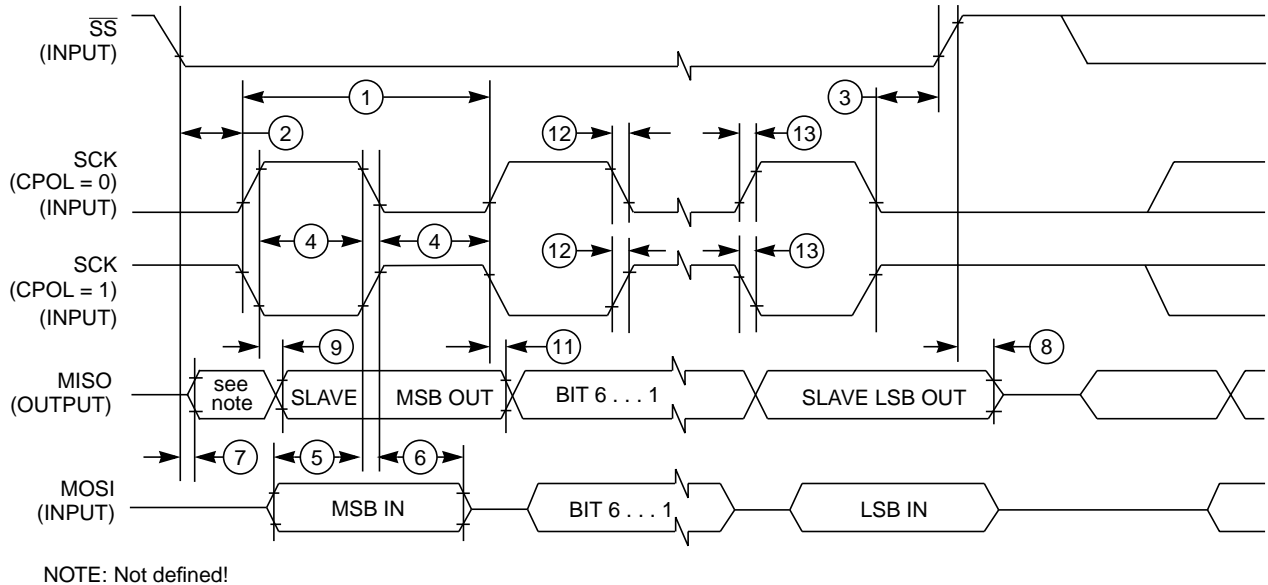 SS
(INPUT)
1
3
2
12
13
SCK
(CPOL = 0)
(INPUT)
4
4
12
13
SCK
(CPOL = 1)
(INPUT)
9
11
8
MISO
(OUTPUT)
see
note
SLAVE
MSB OUT
BIT 6 . . . 1
SLAVE LSB OUT
7
5
6
MOSI
(INPUT)
MSB IN
BIT 6 . . . 1
LSB IN
NOTE: Not defined!